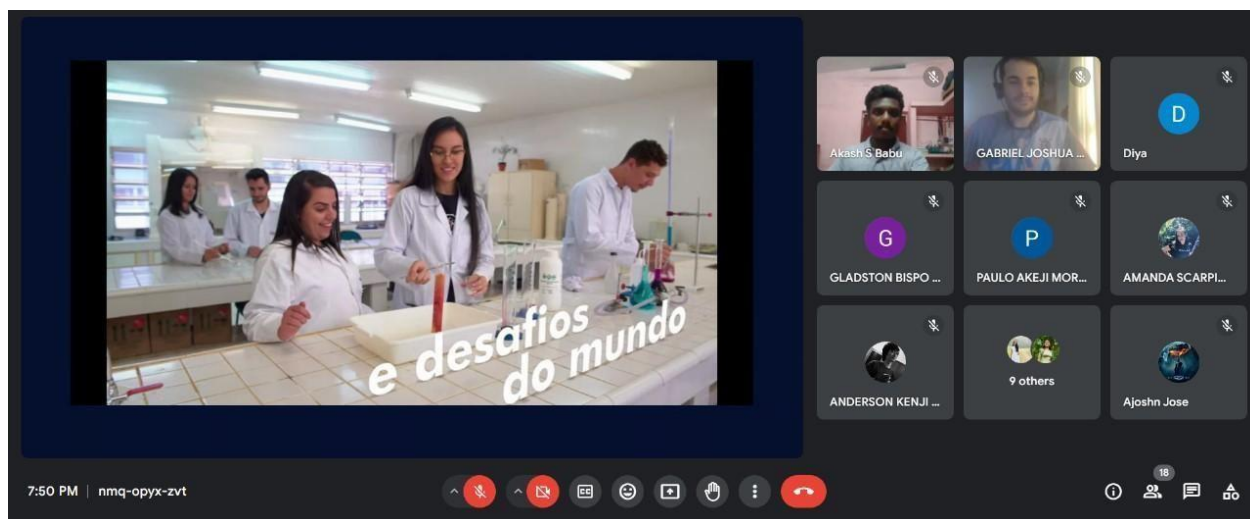 e desafios
do mundo
Akash S Babu
GABRIEL JOSHUA ...
D
Diya
G
GLADSTON BISPO ...
P
PAULO AKEJI MOR...
AMANDA SCARPI...
ANDERSON KENJI ...
9 others
Ajoshn Jose
7:50 PM | nmq-opyx-zvt
CC
18